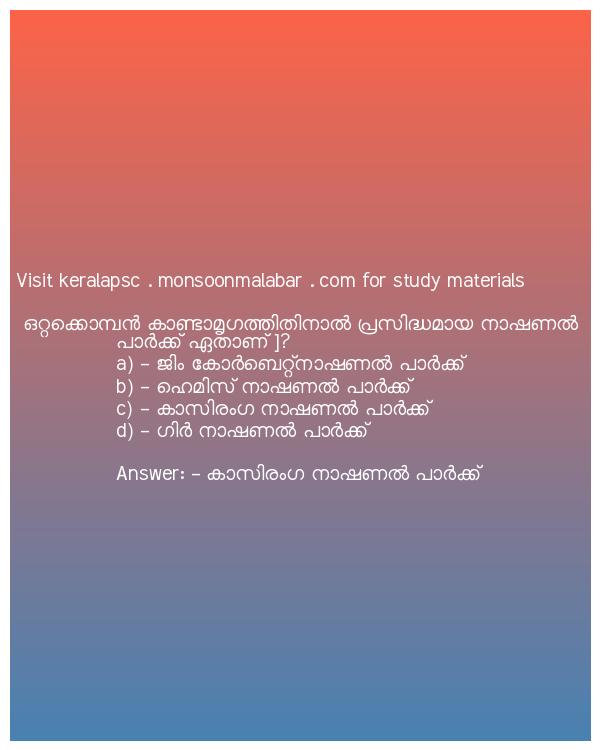 Visit keralapsc . monsoonmalabar . com for study materials
ഒറ്റക്കൊമ്പൻ കാണ്ടാമൃഗത്തിതിനാൽ പ്രസിദ്ധമായ നാഷണൽ
പാർക്ക് ഏതാണ് ]?
a) – ജിം കോർബെറ്റ്നാഷണൽ പാർക്ക്
b) – ഹെമിസ് നാഷണൽ പാർക്ക്
c) – കാസിരംഗ നാഷണൽ പാർക്ക്
d) – ഗിർ നാഷണൽ പാർക്ക്
Answer: – കാസിരംഗ നാഷണൽ പാർക്ക്